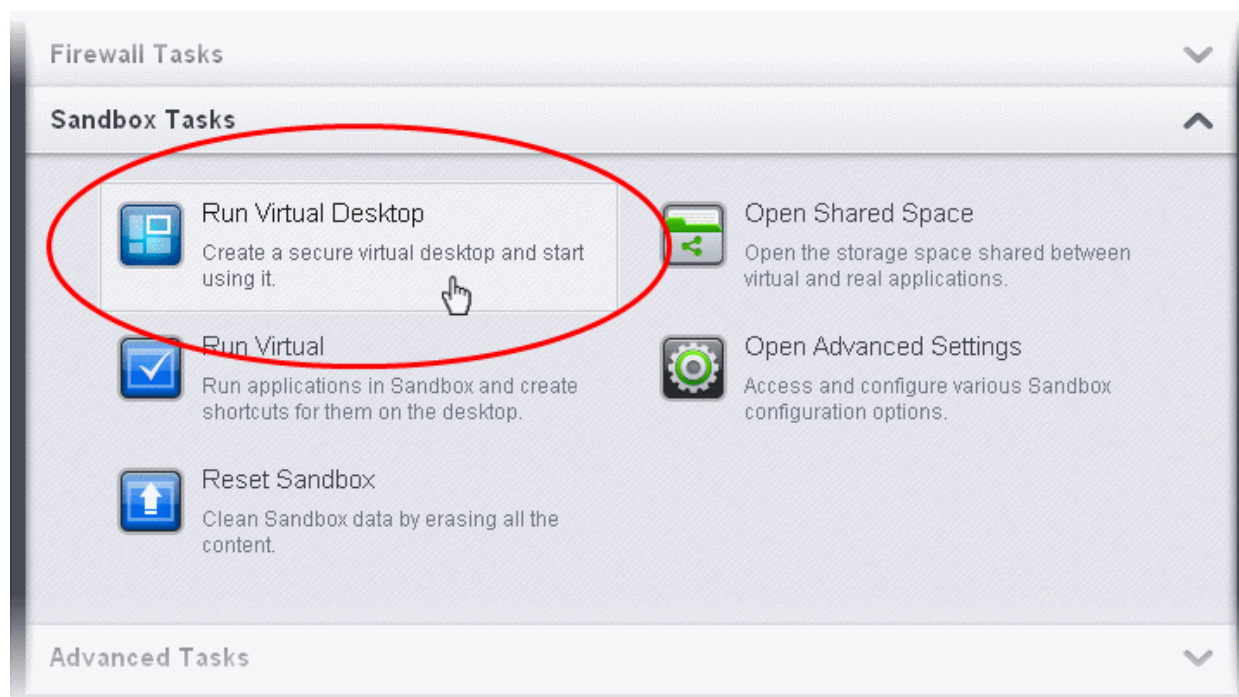 Firewall Tasks
Sandbox Tasks
Run Virtual Desktop
Create a secure virtual desktop and start
using it.
Open Shared Space
Open the storage space shared between
virtual and real applications.
Run Virtual
Run applications in Sandbox and create
shortcuts for them on the desktop.
Open Advanced Settings
Access and configure various Sandbox
configuration options.
Reset Sandbox
Clean Sandbox data by erasing all the
content.
Advanced Tasks